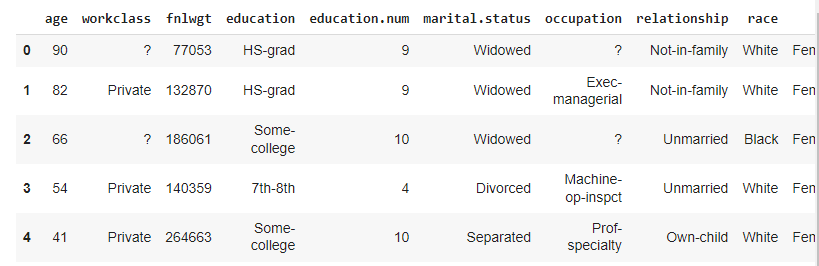 age workclass fnlwgt education education.num marital.status occupation relationship race
0 90 ? 77053 HS-grad 9 Widowed ? Not-in-family White Fen
1 82 Private 132870 HS-grad 9 Widowed Exec-
managerial Not-in-family White Fen
2 66 ? 186061 Some-
college 10 Widowed ? Unmarried Black Fen
3 54 Private 140359 7th-8th 4 Divorced Machine-
op-inspct Unmarried White Fen
4 41 Private 264663 Some-
college 10 Separated Prof-
specialty Own-child White Fen